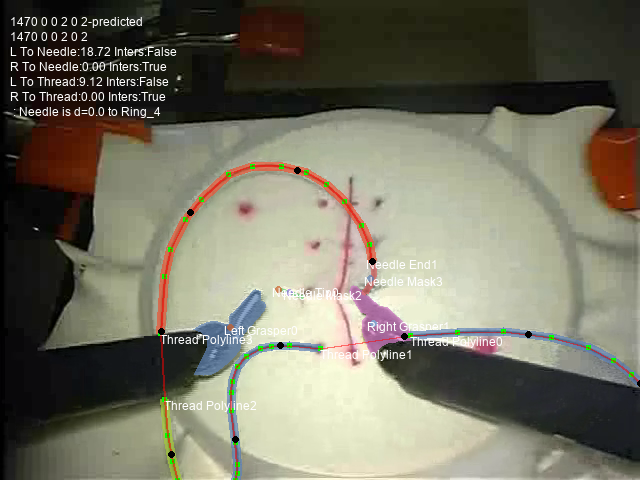 1470 0 0 2 0 2-predicted
1470 0 0 2 0 2
L To Needle:18.72 Inters:False
R To Needle:0.00 Inters:True
L To Thread:9.12 Inters:False
R To Thread:0.00 Inters:True
: Needle is d=0.0 to Ring_4
Needle End1
Needle Mask3
Mask2
Left Grasper0
Right Grasper1
Thread Polyline3
Thread Polyline0
Thread Polyline1
Thread Polyline2